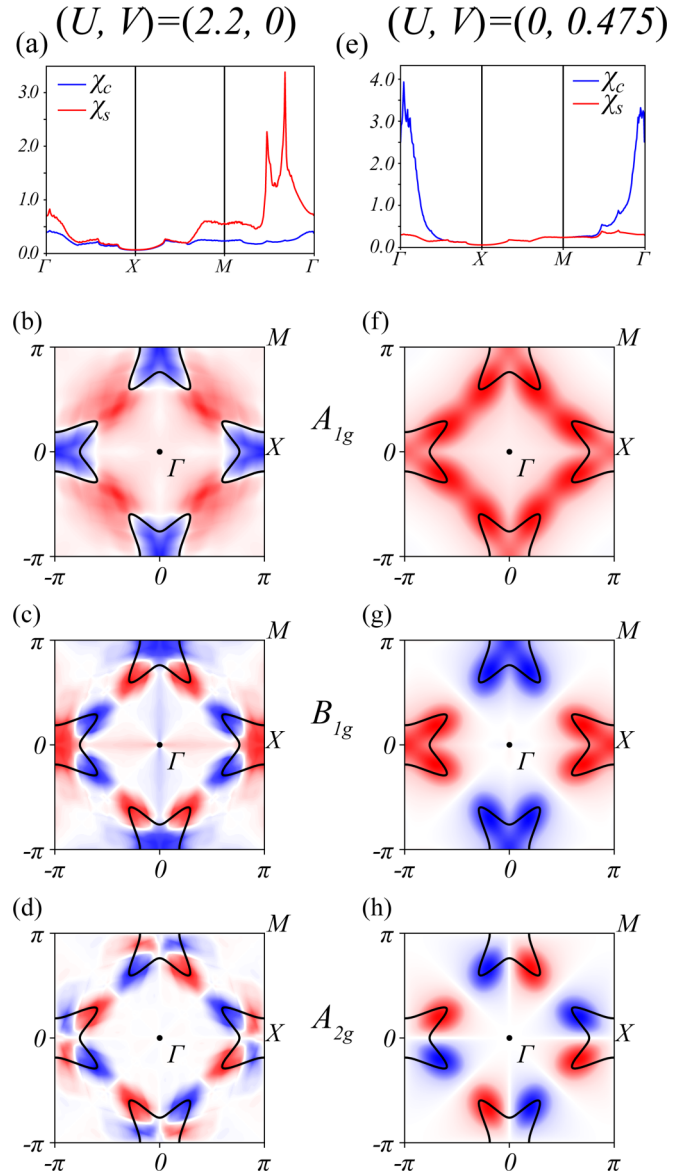 (U, V)=(2.2, 0)
(U, V)=(0, 0.475)
(a)
(e)
3.0
2.0
1.0
0.0
χc
χs
Γ X M Γ
4.0
3.0
2.0
1.0
0.0
χc
χs
Γ X M Γ
(b)
(f)
M
M
π
0
-π
Γ
X
-π 0 π
A1g
π
0
-π
Γ
X
-π 0 π
(c)
(g)
M
M
π
0
-π
Γ
X
-π 0 π
B1g
π
0
-π
Γ
X
-π 0 π
(d)
(h)
M
M
π
0
-π
Γ
X
-π 0 π
A2g
π
0
-π
Γ
X
-π 0 π